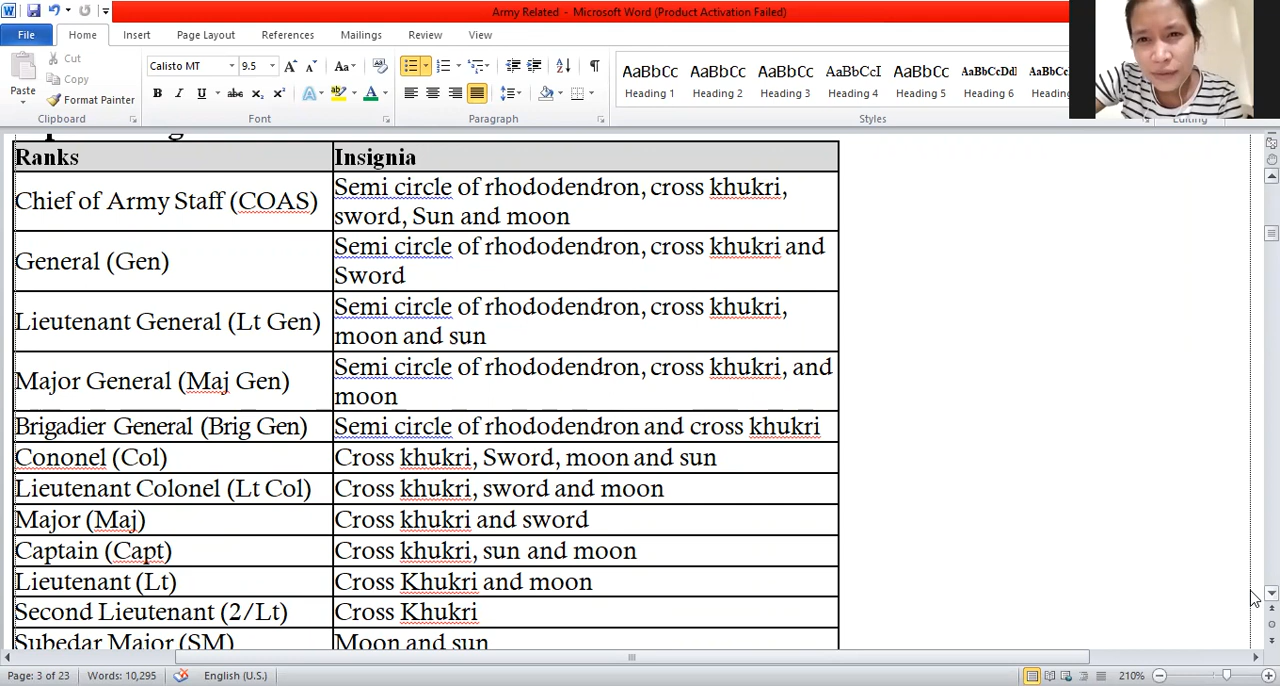 Army Related - Microsoft Word (Product Activation Failed)
File Home Insert Page Layout References Mailings Review View
Cut
Copy
Paste
Format Painter
Calisto MT 9.5
AaBbCc AaBbCc AaBbCc AaBbCcI AaBbCc AaBbCcDd AaBbCc
Heading 1 Heading 2 Heading 3 Heading 4 Heading 5 Heading 6 Heading
Clipboard Font Paragraph Styles Editing
Ranks Insignia
Chief of Army Staff (COAS) Semi circle of rhododendron, cross khukri,
sword, Sun and moon
General (Gen) Semi circle of rhododendron, cross khukri and
Sword
Lieutenant General (Lt Gen) Semi circle of rhododendron, cross khukri,
moon and sun
Major General (Maj Gen) Semi circle of rhododendron, cross khukri, and
moon
Brigadier General (Brig Gen) Semi circle of rhododendron and cross khukri
Cononel (Col) Cross khukri, Sword, moon and sun
Lieutenant Colonel (Lt Col) Cross khukri, sword and moon
Major (Maj) Cross khukri and sword
Captain (Capt) Cross khukri, sun and moon
Lieutenant (Lt) Cross Khukri and moon
Second Lieutenant (2/Lt) Cross Khukri
Subedar Major (SM) Moon and sun
Page: 3 of 23 Words: 10,295 English (U.S.) 210%